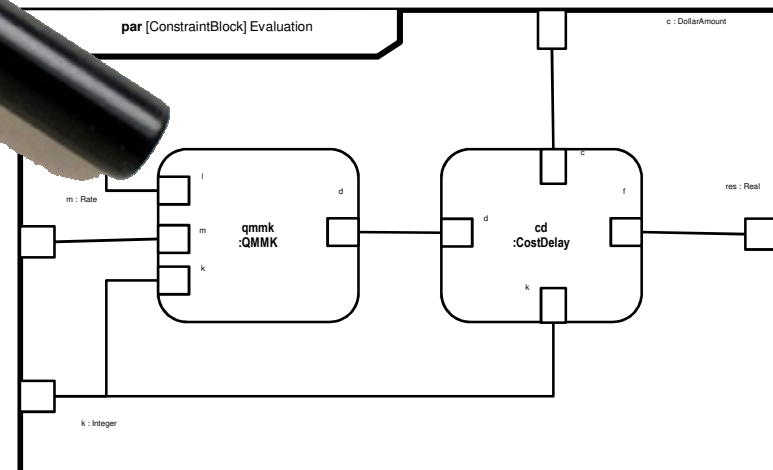 par [ConstraintBlock] Evaluation
c : DollarAmount
c
l
d
f
res : Real
m : Rate
m
qmmk
:QMMK
d
cd
:CostDelay
k
k
k : Integer